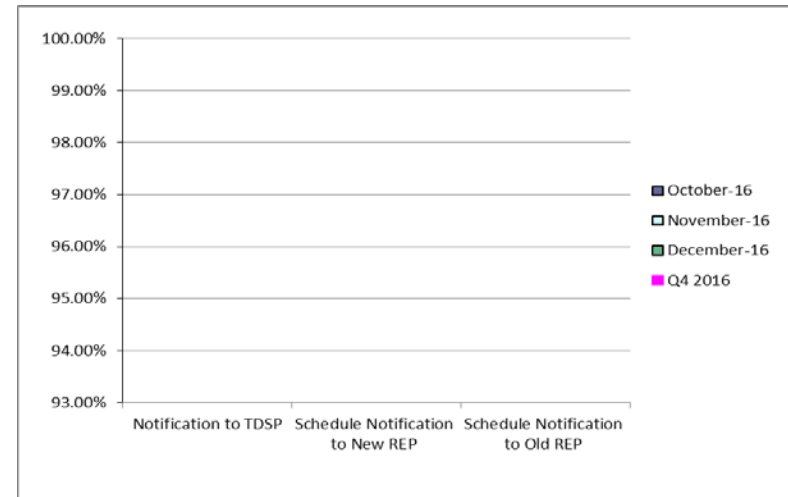 100.00%
99.00%
98.00%
97.00%
96.00%
95.00%
94.00%
93.00%
Notification to TDSP
Schedule Notification
to New REP
Schedule Notification
to Old REP
October-16
November-16
December-16
Q4 2016